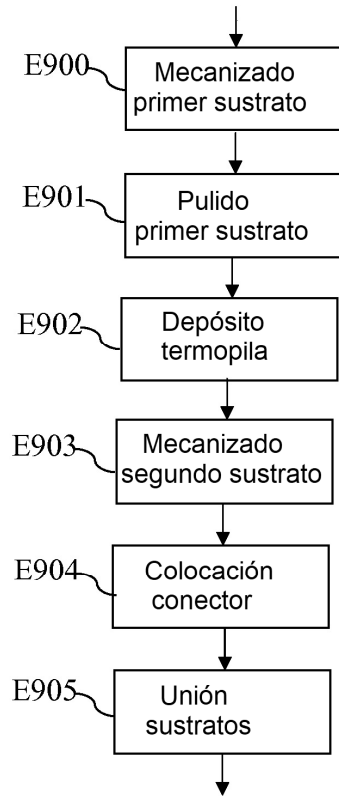 E900
Mecanizado
primer sustrato
E901
Pulido
primer sustrato
E902
Depósito
termopila
E903
Mecanizado
segundo sustrato
E904
Colocación
conector
E905
Unión
sustratos